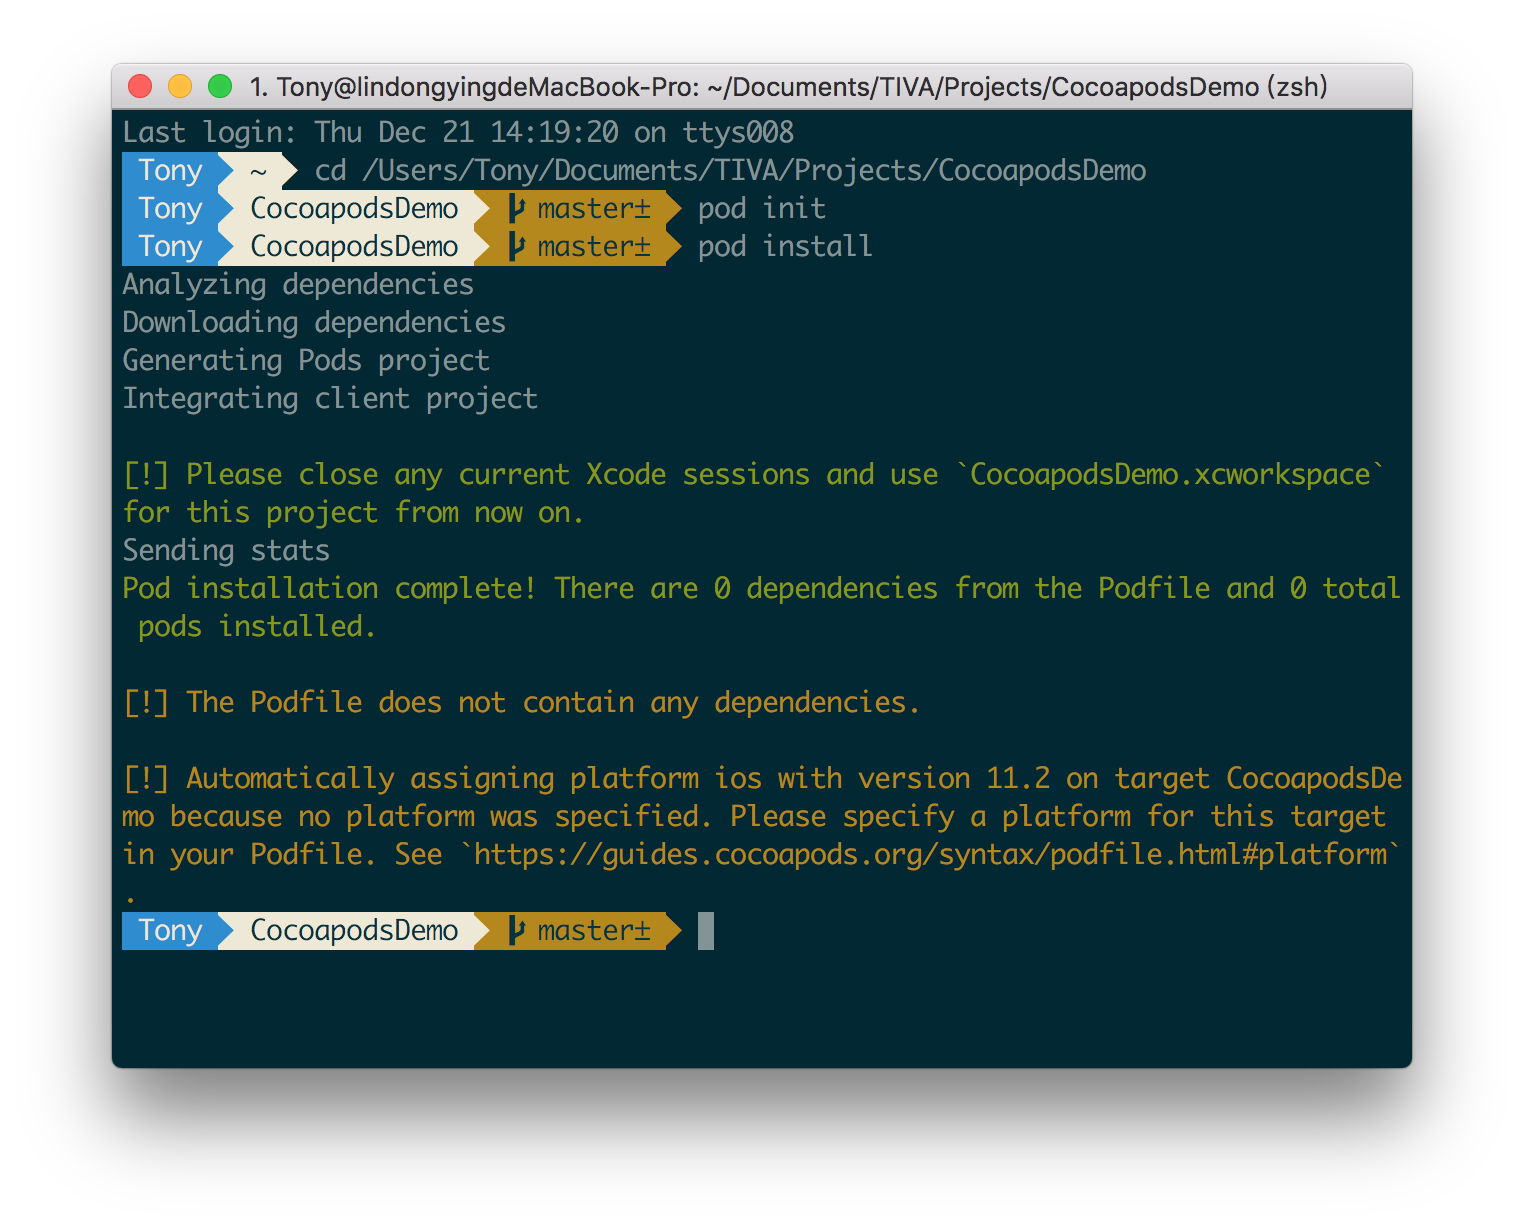 1. Tony@lindongyingdeMacBook-Pro: ~/Documents/TIVA/Projects/CocoapodsDemo (zsh)
Last login: Thu Dec 21 14:19:20 on ttys008
Tony ~ cd /Users/Tony/Documents/TIVA/Projects/CocoapodsDemo
Tony CocoapodsDemo master± pod init
Tony CocoapodsDemo master± pod install
Analyzing dependencies
Downloading dependencies
Generating Pods project
Integrating client project
[!] Please close any current Xcode sessions and use `CocoapodsDemo.xcworkspace`
for this project from now on.
Sending stats
Pod installation complete! There are 0 dependencies from the Podfile and 0 total
pods installed.
[!] The Podfile does not contain any dependencies.
[!] Automatically assigning platform ios with version 11.2 on target CocoapodsDe
mo because no platform was specified. Please specify a platform for this target
in your Podfile. See `https://guides.cocoapods.org/syntax/podfile.html#platform`
.
Tony CocoapodsDemo master±